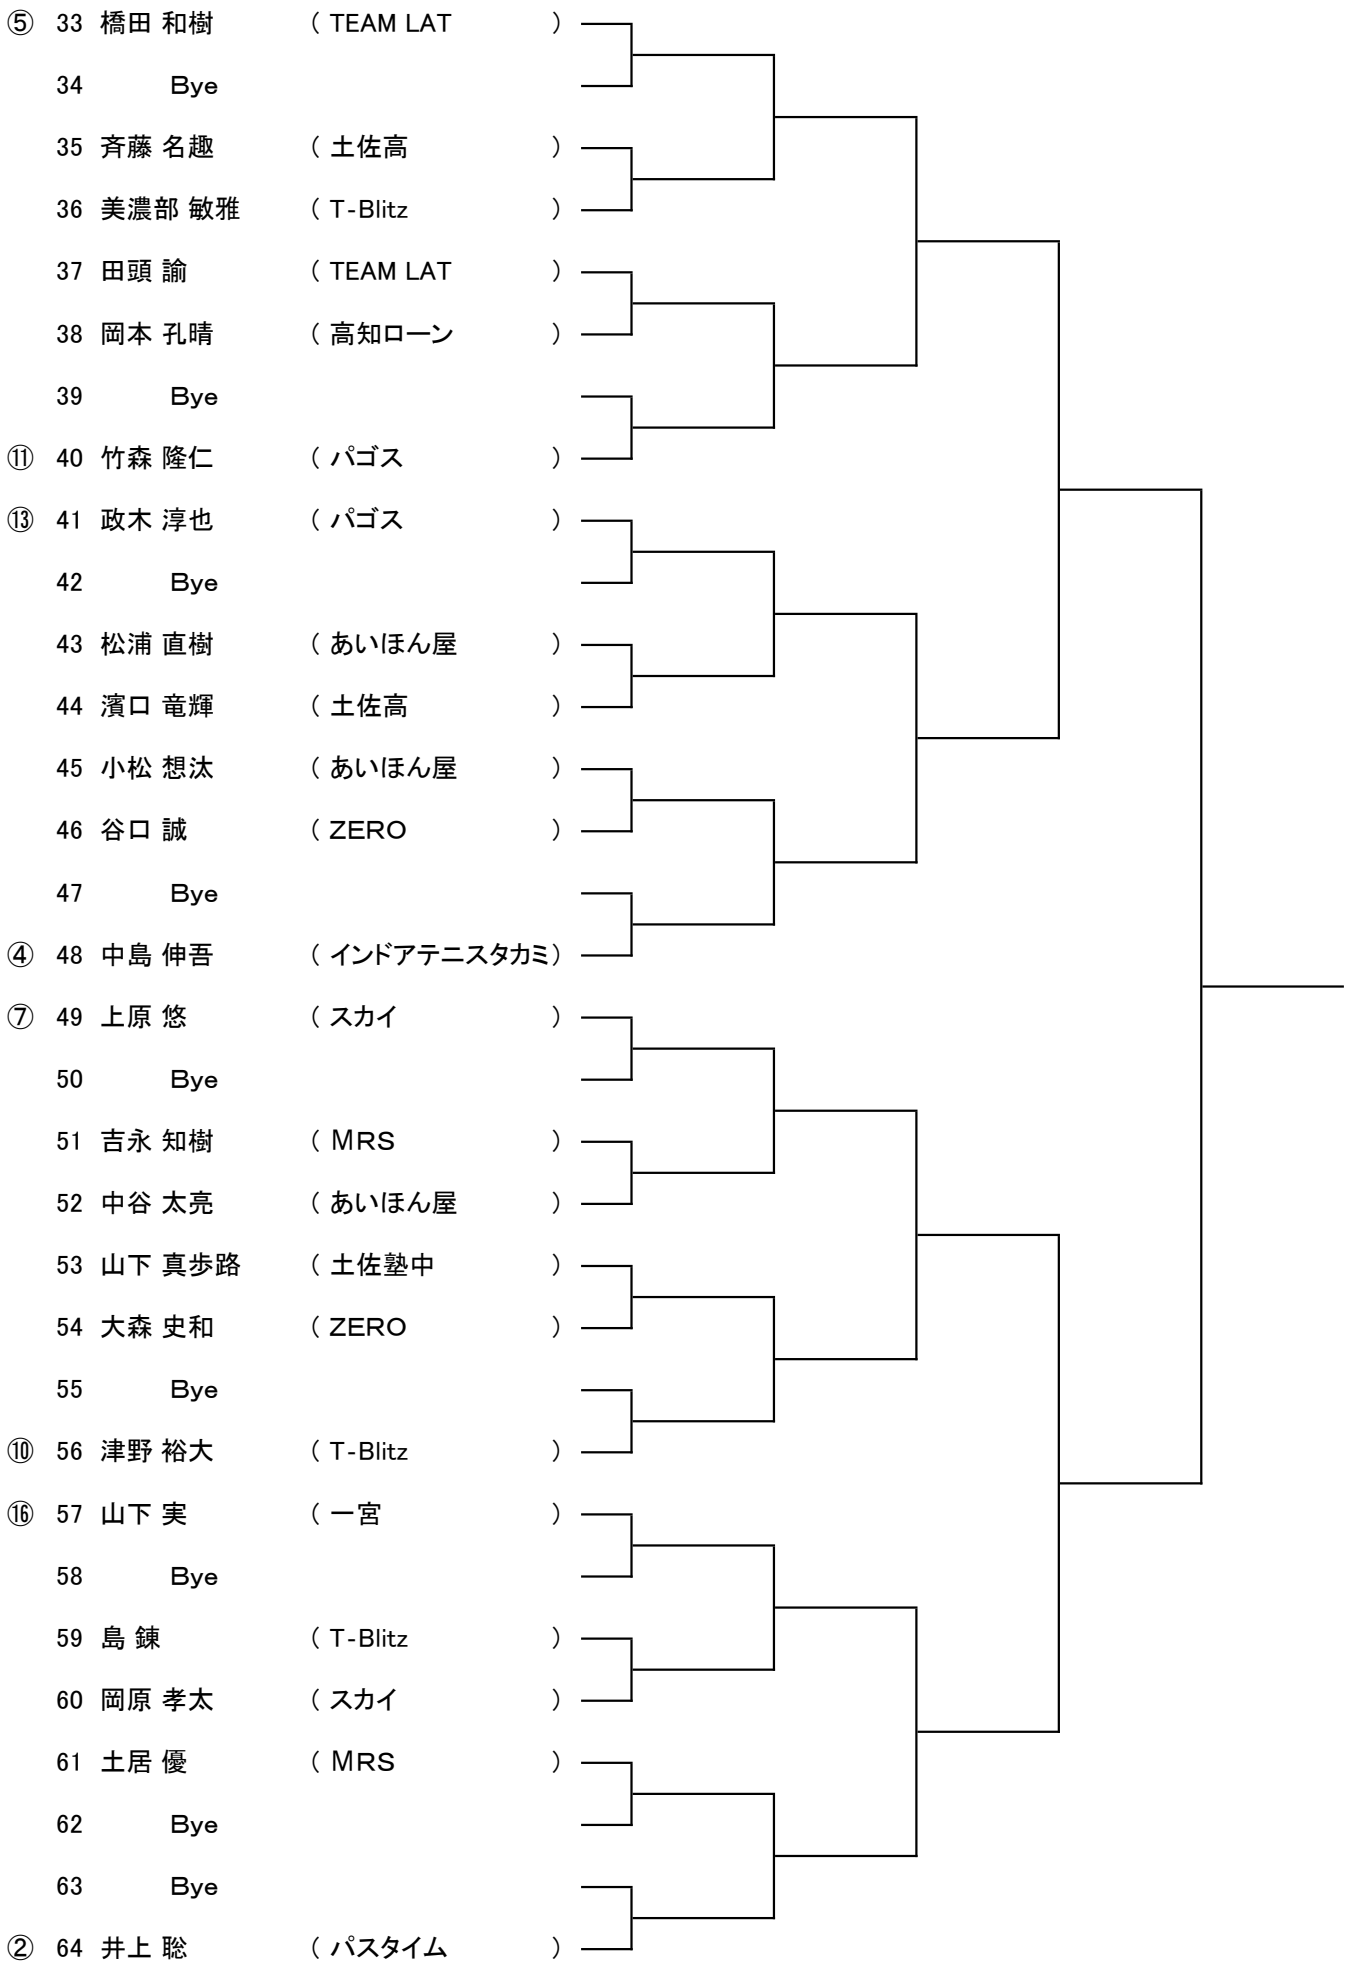 ⑤ 33 橋田 和樹 ( TEAM LAT )
34 Bye
35 斉藤 名趣 ( 土佐高 )
36 美濃部 敏雅 ( T-Blitz )
37 田頭 諭 ( TEAM LAT )
38 岡本 孔晴 ( 高知ローン )
39 Bye
⑪ 40 竹森 隆仁 ( パゴス )
⑬ 41 政木 淳也 ( パゴス )
42 Bye
43 松浦 直樹 ( あいほん屋 )
44 濱口 竜輝 ( 土佐高 )
45 小松 想汰 ( あいほん屋 )
46 谷口 誠 ( ZERO )
47 Bye
④ 48 中島 伸吾 ( インドアテニスタカミ )
⑦ 49 上原 悠 ( スカイ )
50 Bye
51 吉永 知樹 ( MRS )
52 中谷 太亮 ( あいほん屋 )
53 山下 真歩路 ( 土佐塾中 )
54 大森 史和 ( ZERO )
55 Bye
⑩ 56 津野 裕大 ( T-Blitz )
⑯ 57 山下 実 ( 一宮 )
58 Bye
59 島 錬 ( T-Blitz )
60 岡原 孝太 ( スカイ )
61 土居 優 ( MRS )
62 Bye
63 Bye
② 64 井上 聡 ( パスタイム )